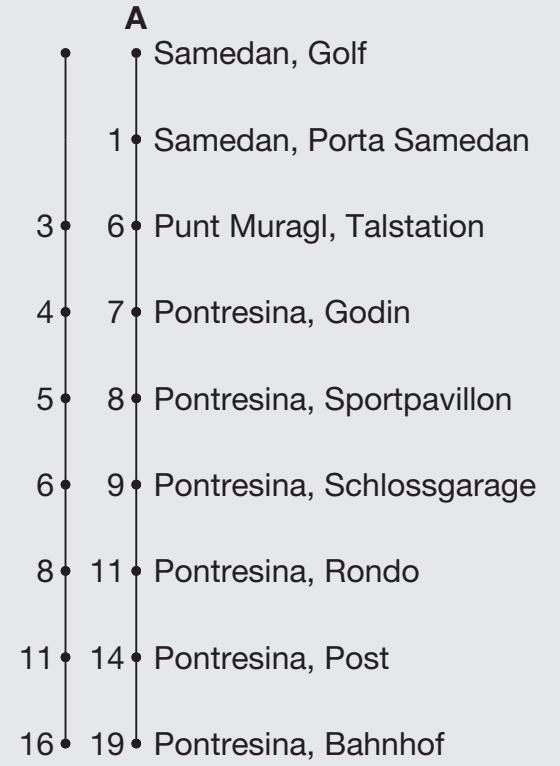 A
Samedan, Golf
1 Samedan, Porta Samedan
3 6 Punt Muragl, Talstation
4 7 Pontresina, Godin
5 8 Pontresina, Sportpavillon
6 9 Pontresina, Schlossgarage
8 11 Pontresina, Rondo
11 14 Pontresina, Post
16 19 Pontresina, Bahnhof